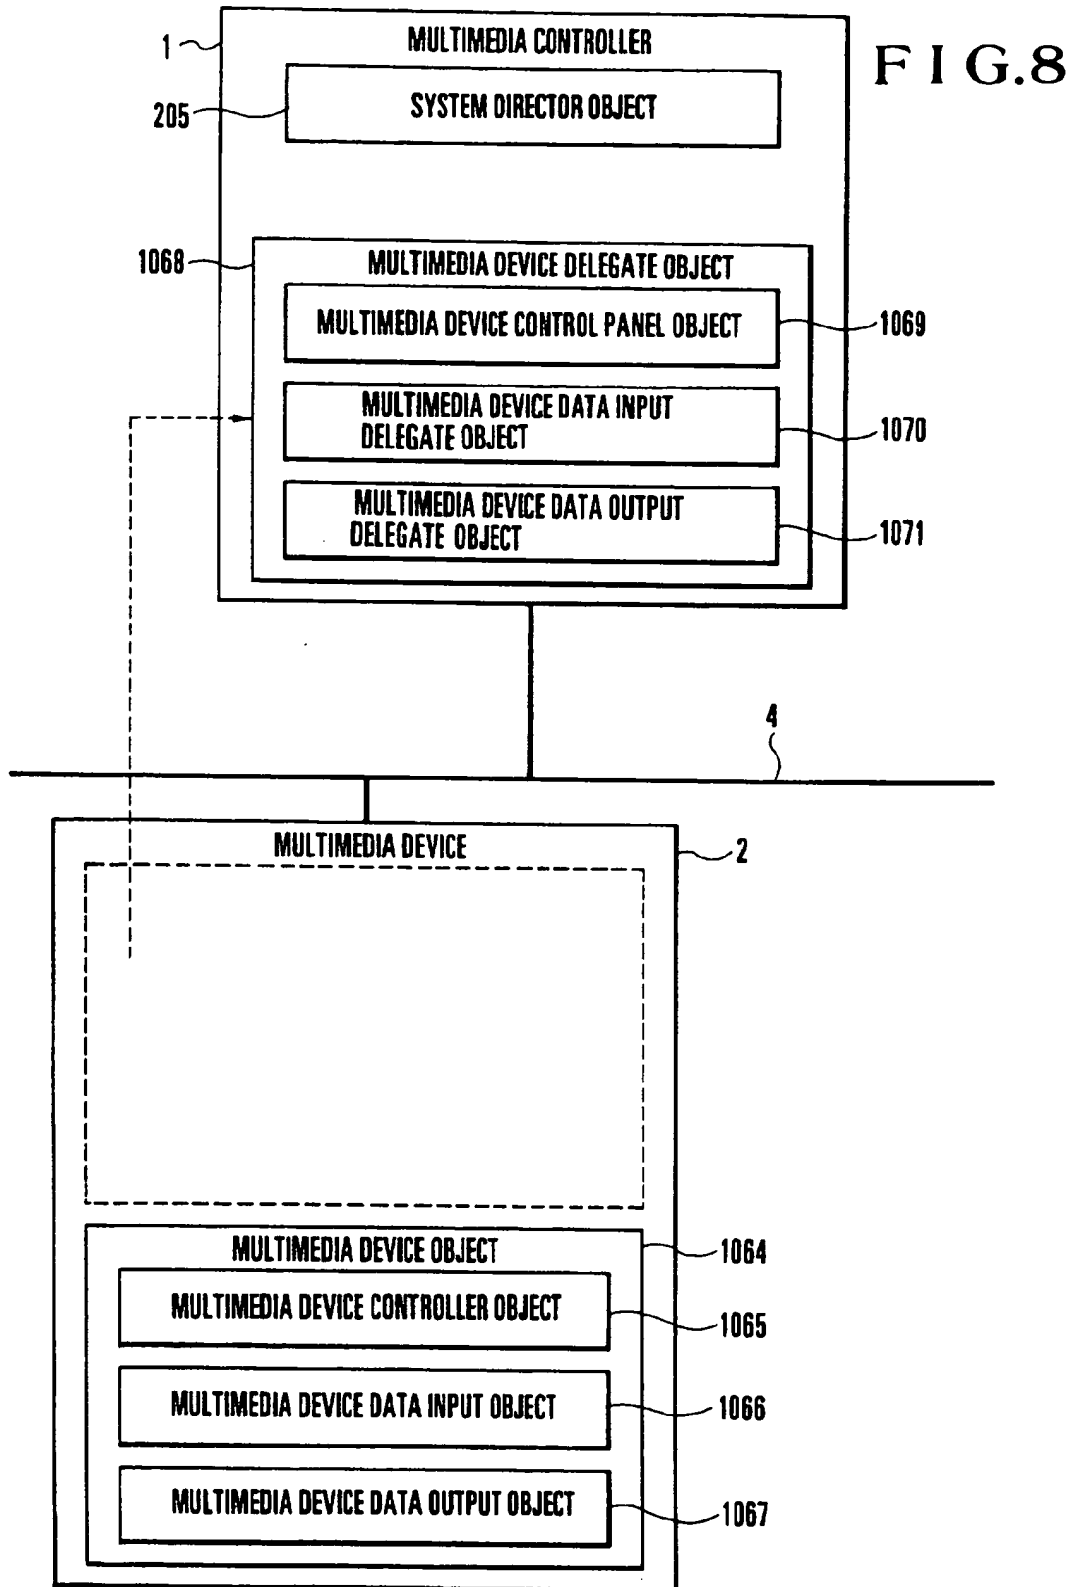 FIG.8
1
MULTIMEDIA CONTROLLER
205
SYSTEM DIRECTOR OBJECT
1068
MULTIMEDIA DEVICE DELEGATE OBJECT
MULTIMEDIA DEVICE CONTROL PANEL OBJECT
1069
MULTIMEDIA DEVICE DATA INPUT
DELEGATE OBJECT
1070
MULTIMEDIA DEVICE DATA OUTPUT
DELEGATE OBJECT
1071
4
MULTIMEDIA DEVICE
2
MULTIMEDIA DEVICE OBJECT
1064
MULTIMEDIA DEVICE CONTROLLER OBJECT
1065
MULTIMEDIA DEVICE DATA INPUT OBJECT
1066
MULTIMEDIA DEVICE DATA OUTPUT OBJECT
1067